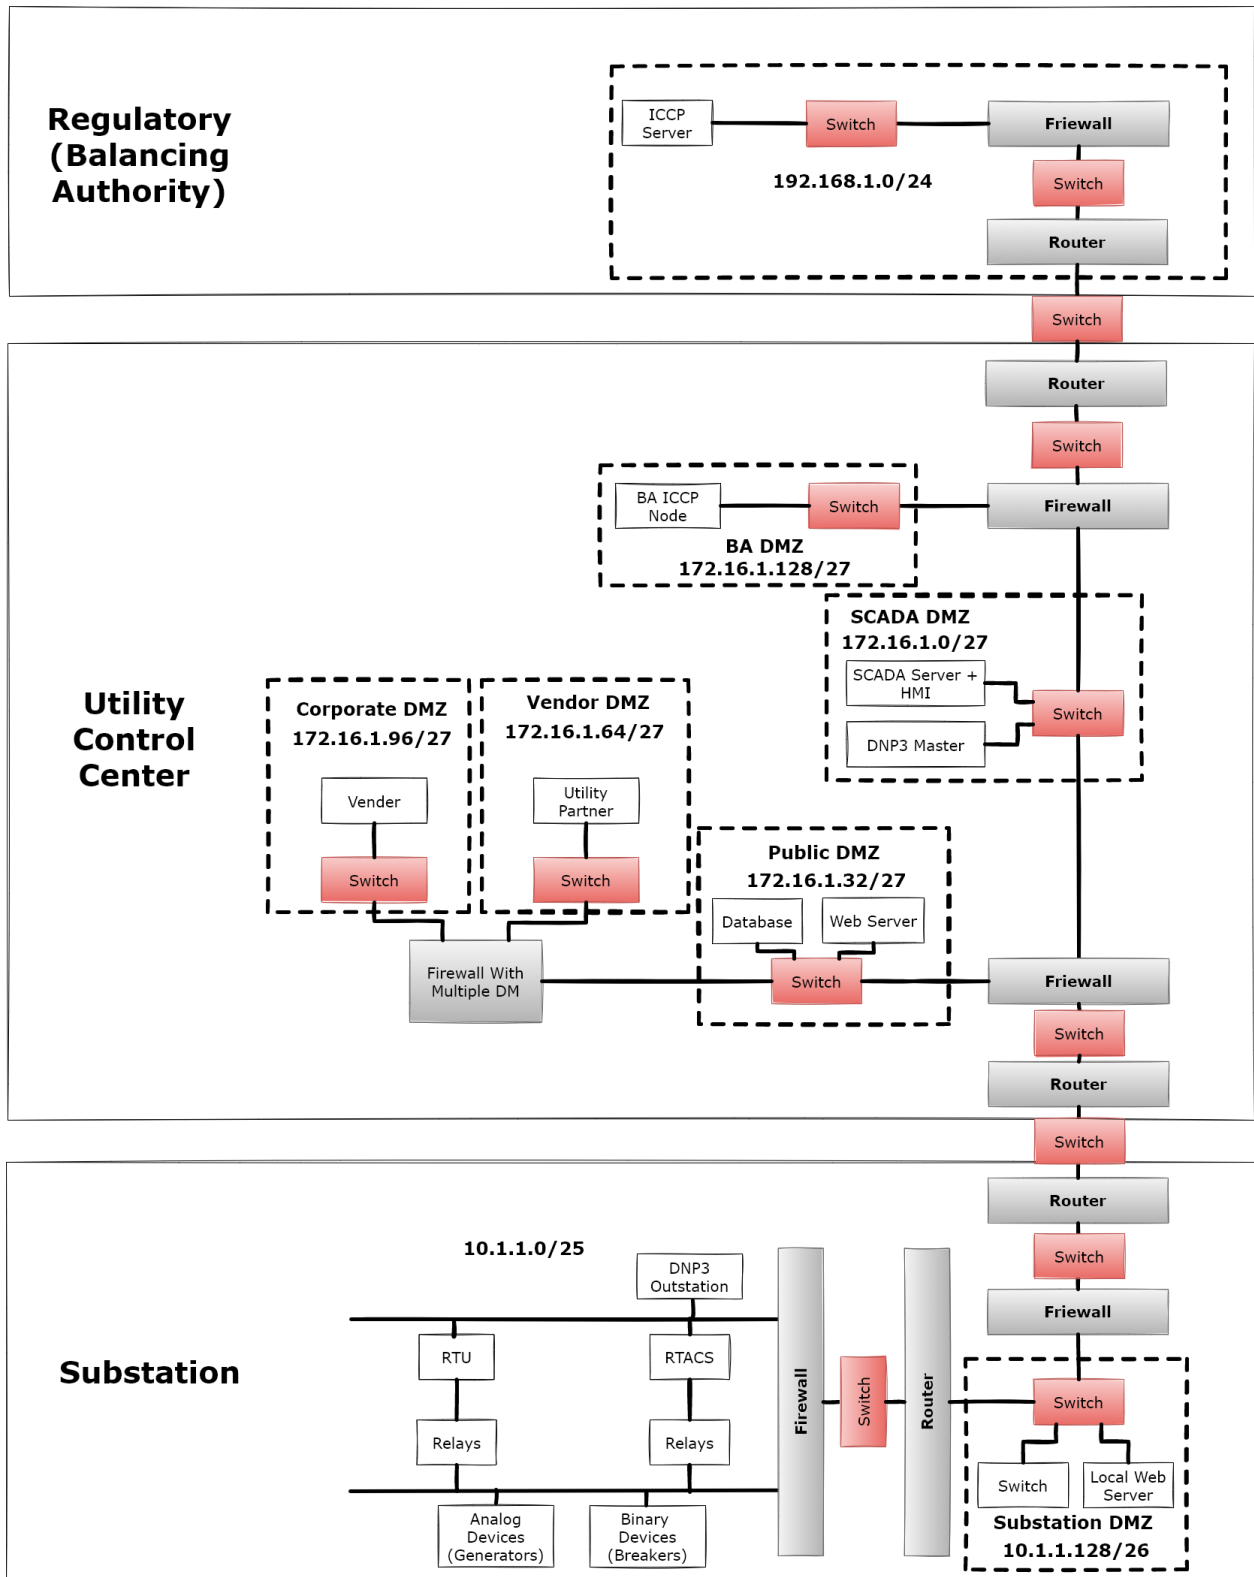 Regulatory
(Balancing
Authority)
ICCP
Server
Switch
Friewall
192.168.1.0/24
Switch
Router
Switch
Utility
Control
Center
Router
Switch
BA ICCP
Node
Switch
Firewall
BA DMZ
172.16.1.128/27
SCADA DMZ
172.16.1.0/27
SCADA Server +
HMI
Switch
DNP3 Master
Corporate DMZ
172.16.1.96/27
Vender
Switch
Vendor DMZ
172.16.1.64/27
Utility
Partner
Switch
Firewall With
Multiple DM
Public DMZ
172.16.1.32/27
Database
Web Server
Switch
Friewall
Switch
Router
Switch
Substation
Router
Switch
Friewall
10.1.1.0/25
DNP3
Outstation
RTU
RTACS
Relays
Relays
Analog
Devices
(Generators)
Binary
Devices
(Breakers)
Firewall
Switch
Router
Switch
Switch
Local Web
Server
Substation DMZ
10.1.1.128/26